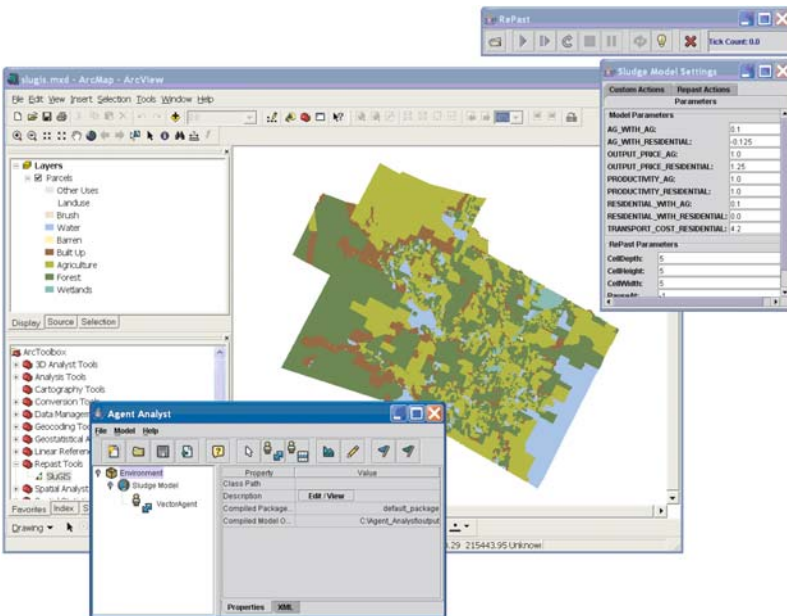 RePast
Tick Count: 0.0
slugis.mxd - ArcMap - ArcView
File Edit View Insert Selection Tools Window Help
Layers
Parcels
Other Uses
Landuse
Brush
Water
Barren
Built Up
Agriculture
Forest
Wetlands
Display Source Selection
Sludge Model Settings
Custom Actions Repast Actions
Parameters
Model Parameters
AG_WITH_AG: 0.1
AG_WITH_RESIDENTIAL: -0.125
OUTPUT_PRICE_AG: 1.0
OUTPUT_PRICE_RESIDENTIAL: 1.25
PRODUCTIVITY_AG: 1.0
PRODUCTIVITY_RESIDENTIAL: 1.0
RESIDENTIAL_WITH_AG: 0.1
RESIDENTIAL_WITH_RESIDENTIAL: 0.0
TRANSPORT_COST_RESIDENTIAL: 4.2
RePast Parameters
CellDepth: 5
CellHeight: 5
CellWidth: 5
ArcToolbox
3D Analyst Tools
Analysis Tools
Cartography Tools
Conversion Tools
Data Managem
Geocoding Too
Geostatistical A
Linear Referenc
Repast Tools
SluGIS
Spatial Analyst
Favorites Index S
Drawing
215443.95 Unknow
Agent Analyst
File Model Help
Environment
Sludge Model
VectorAgent
Property Value
Class Path
Description Edit / View
Compiled Package... default_package
Compiled Model O... C:\Agent_Analyst\output
Properties XML